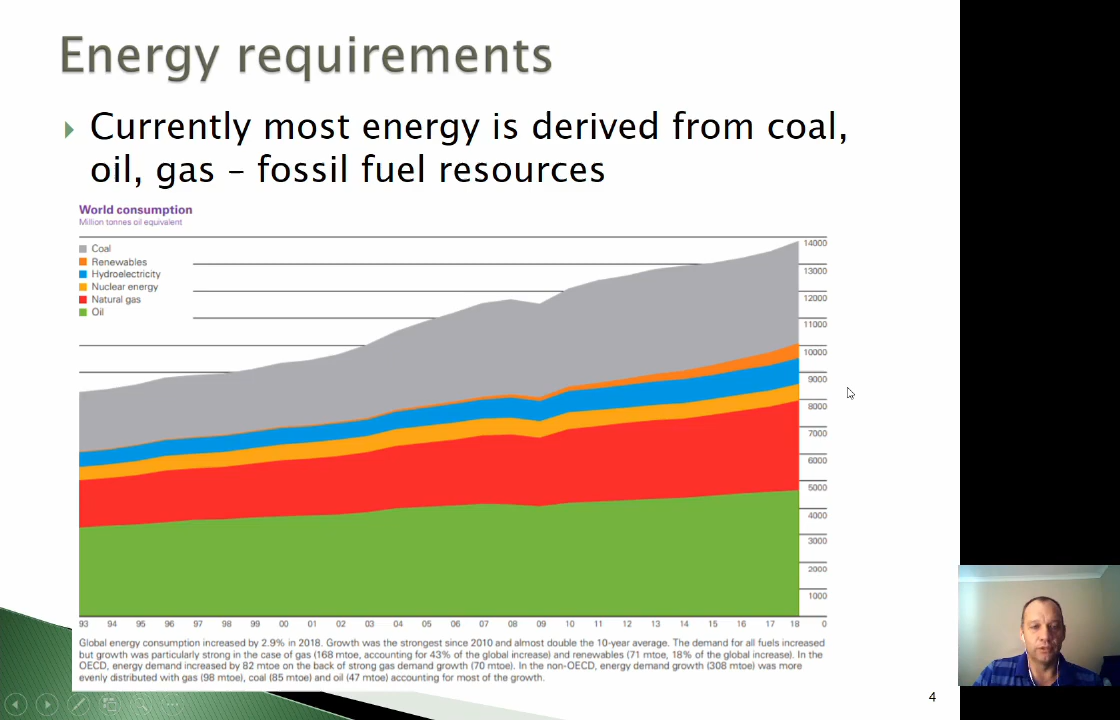 Energy requirements
Currently most energy is derived from coal,
oil, gas – fossil fuel resources
World consumption
Million tonnes oil equivalent
Coal
Renewables
Hydroelectricity
Nuclear energy
Natural gas
Oil
14000
13000
12000
11000
10000
9000
8000
7000
6000
5000
4000
3000
2000
1000
93 94 95 96 97 98 99 00 01 02 03 04 05 06 07 08 09 10 11 12 13 14 15 16 17 18 0
Global energy consumption increased by 2.9% in 2018. Growth was the strongest since 2010 and almost double the 10-year average. The demand for all fuels increased
but growth was particularly strong in the case of gas (168 mtoe, accounting for 43% of the global increase) and renewables (71 mtoe, 18% of the global increase). In the
OECD, energy demand increased by 82 mtoe on the back of strong gas demand growth (70 mtoe). In the non-OECD, energy demand growth (308 mtoe) was more
evenly distributed with gas (98 mtoe), coal (85 mtoe) and oil (47 mtoe) accounting for most of the growth.
4